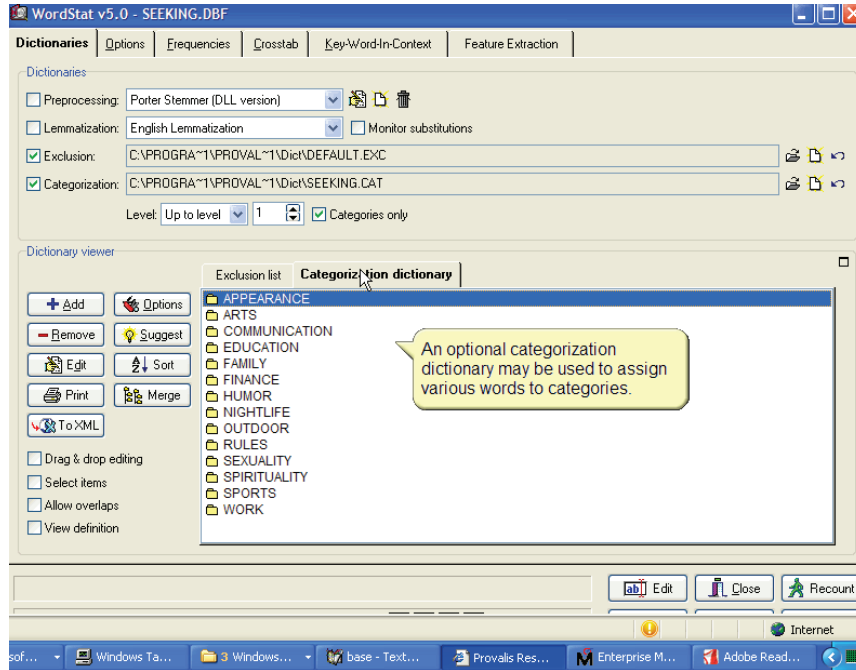 WordStat v5.0 - SEEKING.DBF
Dictionaries Options Frequencies Crosstab Key-Word-In-Context Feature Extraction
Dictionaries
Preprocessing: Porter Stemmer (DLL version)
Lemmatization: English Lemmatization Monitor substitutions
Exclusion: C:\PROGRA~1\PROVAL~1\Dict\DEFAULT.EXC
Categorization: C:\PROGRA~1\PROVAL~1\Dict\SEEKING.CAT
Level: Up to level 1 Categories only
Dictionary viewer
Exclusion list Categorization dictionary
Add Options
Remove Suggest
Edit Sort
Print Merge
To XML
Drag & drop editing
Select items
Allow overlaps
View definition
APPEARANCE
ARTS
COMMUNICATION
EDUCATION
FAMILY
FINANCE
HUMOR
NIGHTLIFE
OUTDOOR
RULES
SEXUALITY
SPIRITUALITY
SPORTS
WORK
An optional categorization
dictionary may be used to assign
various words to categories.
Edit Close Recount
Internet
sof... Windows Ta... 3 Windows... base - Text... Provalis Res... Enterprise M... Adobe Read...